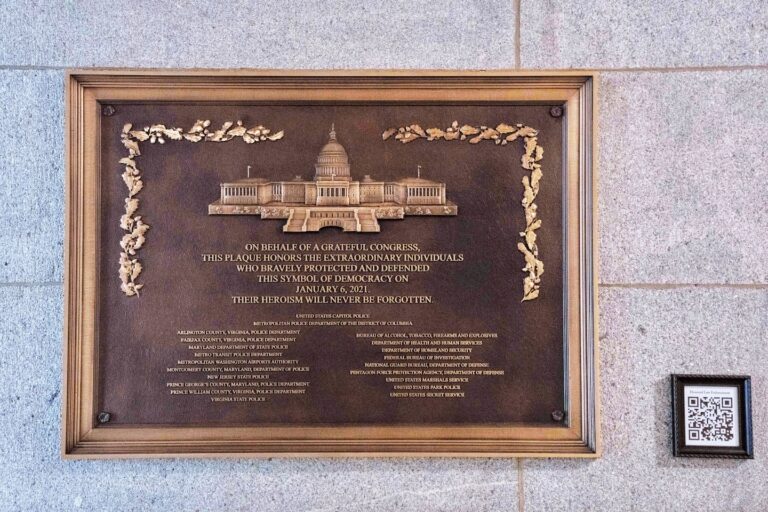 ON BEHALF OF A GRATEFUL CONGRESS,
THIS PLAQUE HONORS THE EXTRAORDINARY INDIVIDUALS
WHO BRAVELY PROTECTED AND DEFENDED
THIS SYMBOL OF DEMOCRACY ON
JANUARY 6, 2021.
THEIR HEROISM WILL NEVER BE FORGOTTEN.
UNITED STATES CAPITOL POLICE
METROPOLITAN POLICE DEPARTMENT OF THE DISTRICT OF COLUMBIA
ARLINGTON COUNTY, VIRGINIA, POLICE DEPARTMENT
FAIRFAX COUNTY, VIRGINIA, POLICE DEPARTMENT
MARYLAND DEPARTMENT OF STATE POLICE
METRO TRANSIT POLICE DEPARTMENT
METROPOLITAN WASHINGTON AIRPORTS AUTHORITY
MONTGOMERY COUNTY, MARYLAND, DEPARTMENT OF POLICE
NEW JERSEY STATE POLICE
PRINCE GEORGE'S COUNTY, MARYLAND, POLICE DEPARTMENT
PRINCE WILLIAM COUNTY, VIRGINIA, POLICE DEPARTMENT
VIRGINIA STATE POLICE
BUREAU OF ALCOHOL, TOBACCO, FIREARMS AND EXPLOSIVES
DEPARTMENT OF HEALTH AND HUMAN SERVICES
DEPARTMENT OF HOMELAND SECURITY
FEDERAL BUREAU OF INVESTIGATION
NATIONAL GUARD BUREAU, DEPARTMENT OF DEFENSE
PENTAGON FORCE PROTECTION AGENCY, DEPARTMENT OF DEFENSE
UNITED STATES MARSHALS SERVICE
UNITED STATES PARK POLICE
UNITED STATES SECRET SERVICE